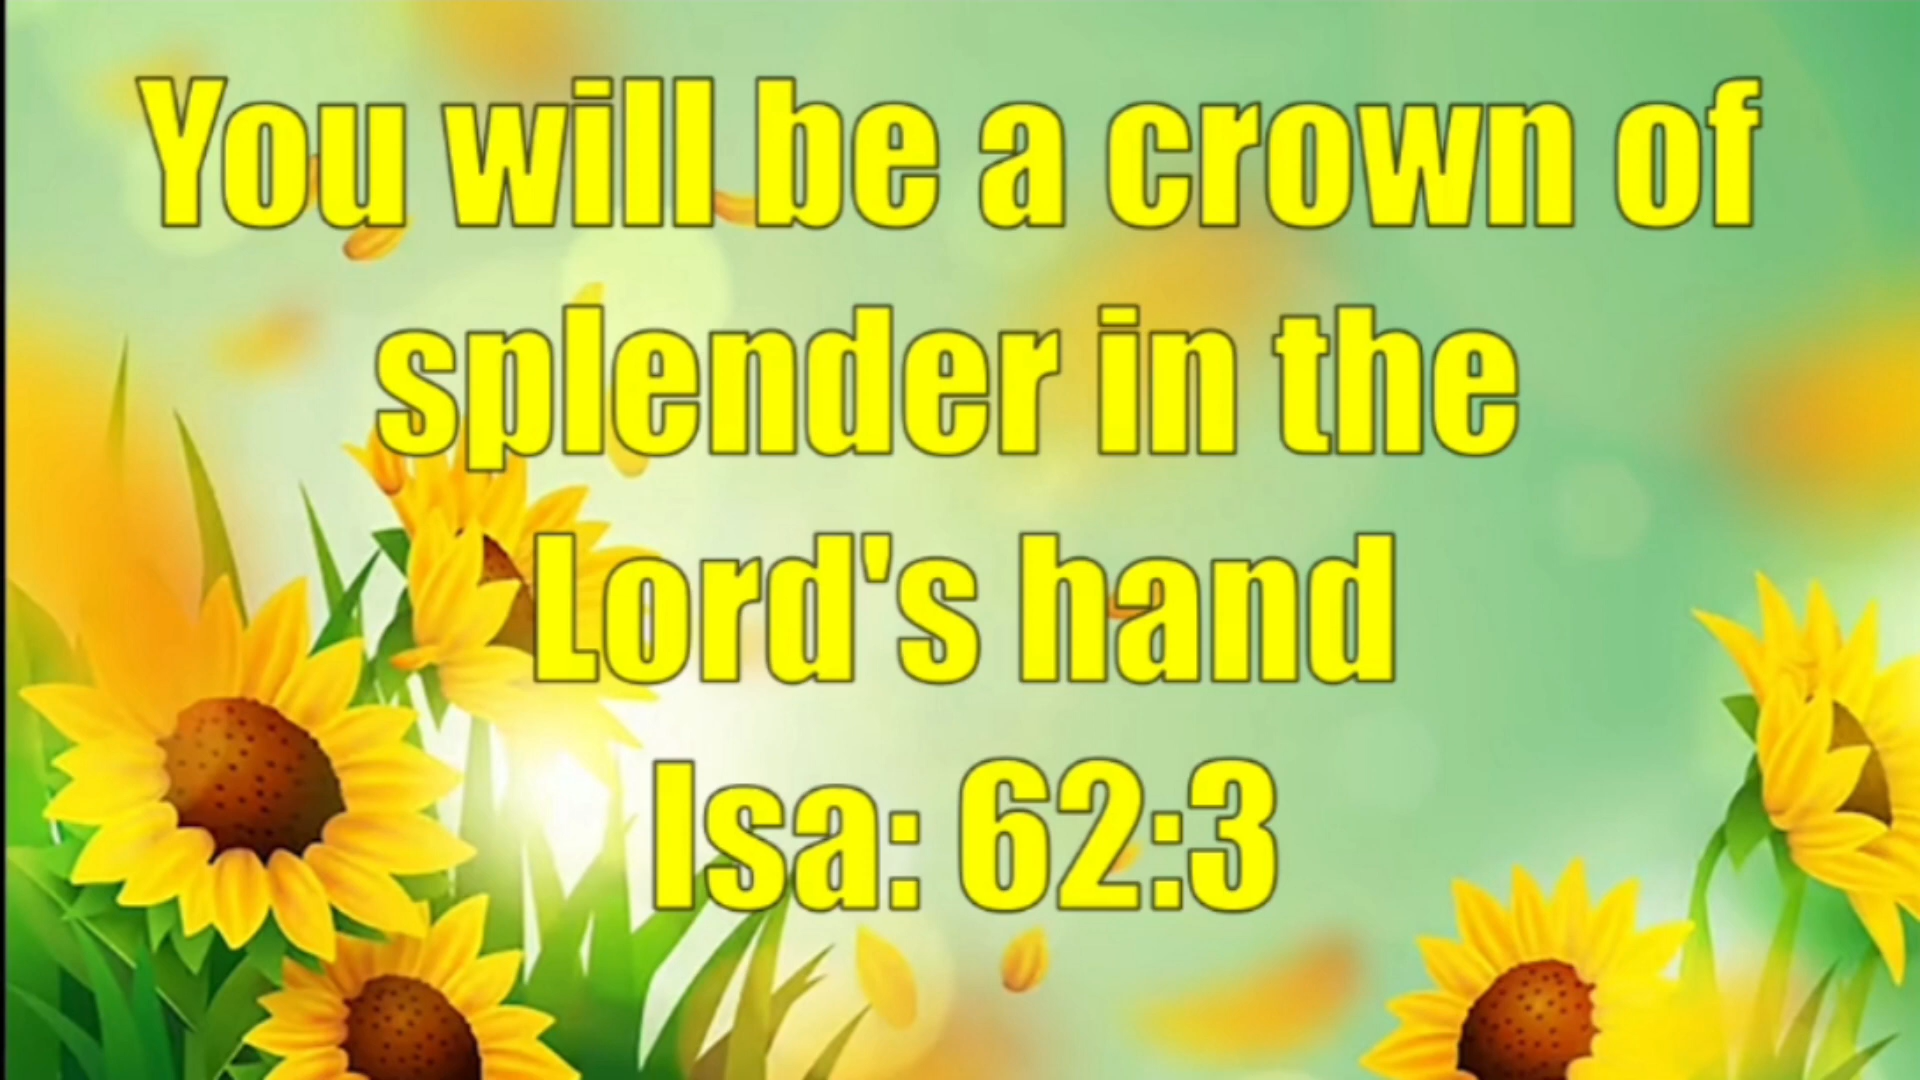 You will be a crown of
splender in the
Lord's hand
Isa: 62:3